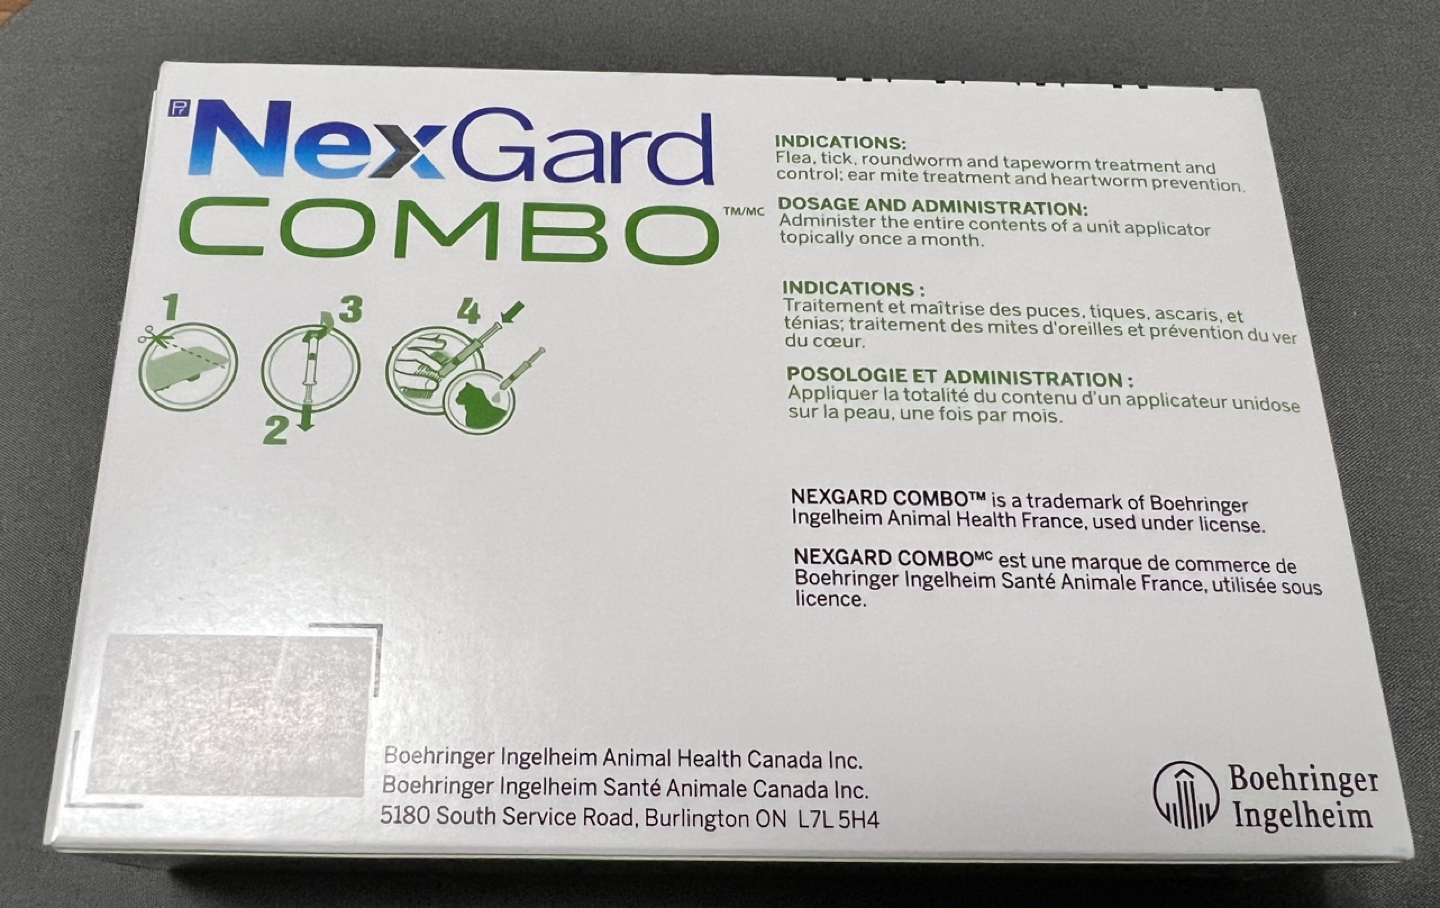 Pr NexGard
COMBO TM/MC
1
3
4
2
INDICATIONS:
Flea, tick, roundworm and tapeworm treatment and
control; ear mite treatment and heartworm prevention.
DOSAGE AND ADMINISTRATION:
Administer the entire contents of a unit applicator
topically once a month.
INDICATIONS :
Traitement et maîtrise des puces, tiques, ascaris, et
ténias; traitement des mites d'oreilles et prévention du ver
du cœur.
POSOLOGIE ET ADMINISTRATION :
Appliquer la totalité du contenu d'un applicateur unidose
sur la peau, une fois par mois.
NEXGARD COMBO™ is a trademark of Boehringer
Ingelheim Animal Health France, used under license.
NEXGARD COMBOMC est une marque de commerce de
Boehringer Ingelheim Santé Animale France, utilisée sous
licence.
Boehringer Ingelheim Animal Health Canada Inc.
Boehringer Ingelheim Santé Animale Canada Inc.
5180 South Service Road, Burlington ON L7L 5H4
Boehringer
Ingelheim